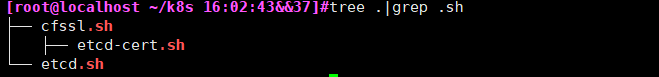 [root@localhost ~/k8s 16:02:43&&37]#tree .|grep .sh
├── cfssl.sh
│   ├── etcd-cert.sh
└── etcd.sh